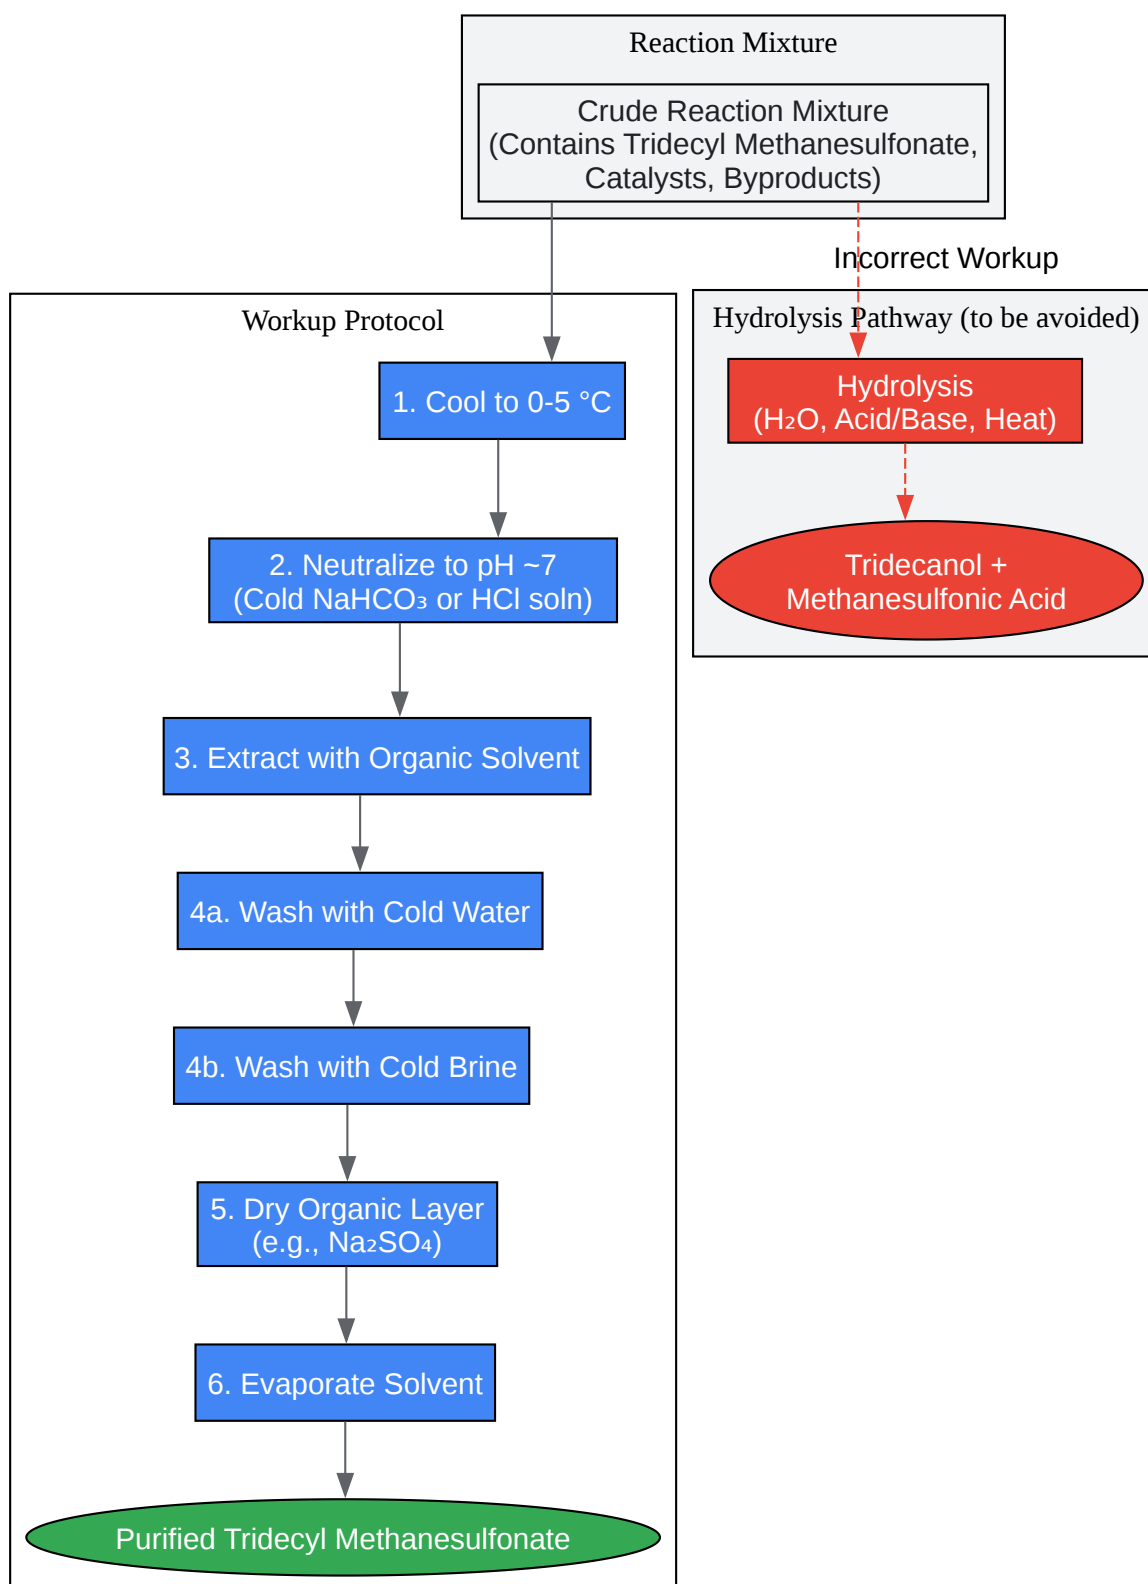 Reaction Mixture
Crude Reaction Mixture
(Contains Tridecyl Methanesulfonate,
Catalysts, Byproducts)
Incorrect Workup
Workup Protocol
Hydrolysis Pathway (to be avoided)
1. Cool to 0-5 °C
Hydrolysis
(H₂O, Acid/Base, Heat)
2. Neutralize to pH ~7
(Cold NaHCO₃ or HCl soln)
Tridecanol +
Methanesulfonic Acid
3. Extract with Organic Solvent
4a. Wash with Cold Water
4b. Wash with Cold Brine
5. Dry Organic Layer
(e.g., Na₂SO₄)
6. Evaporate Solvent
Purified Tridecyl Methanesulfonate